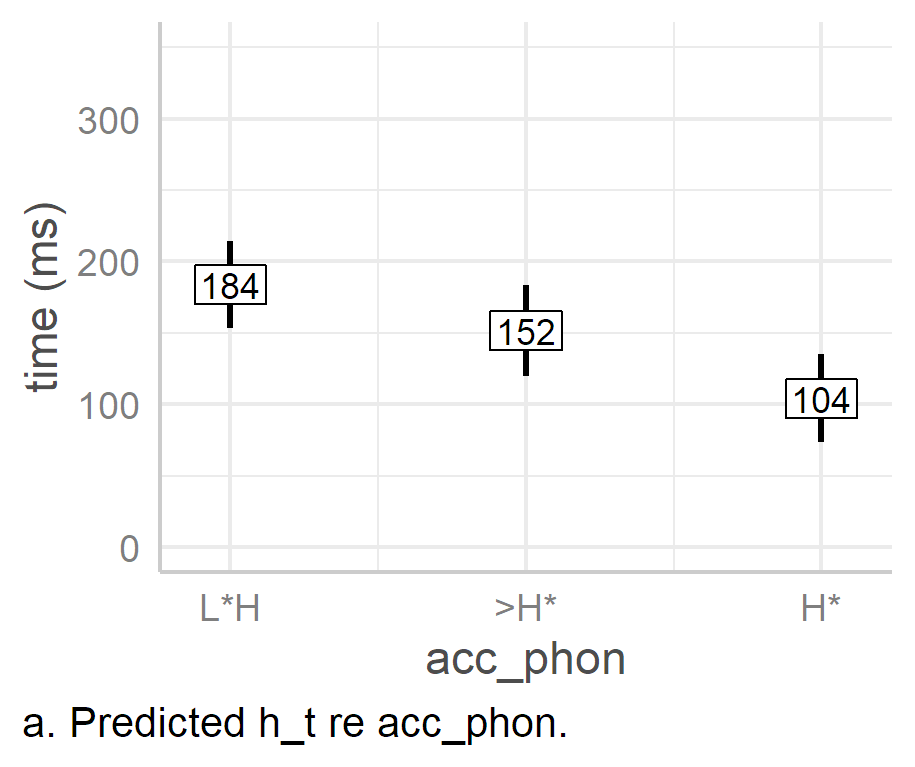 300
200
100
0
time (ms)
184
152
104
L*H >H* H*
acc_phon
a. Predicted h_t re acc_phon.